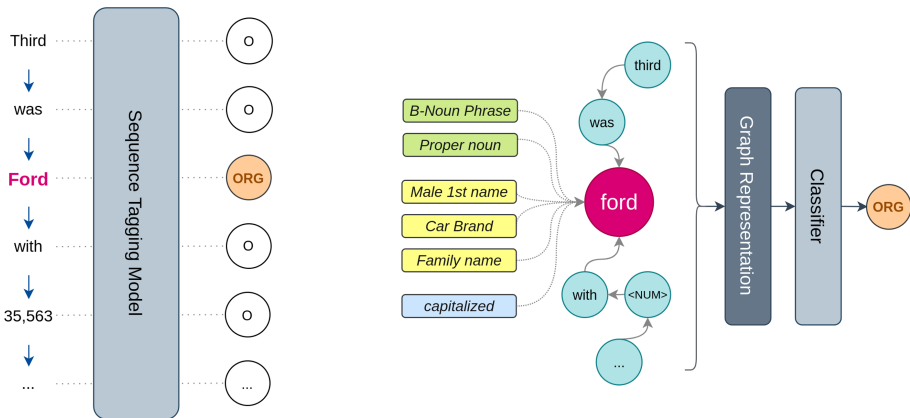 Third
O
was
O
Ford
ORG
with
O
35,563
O
...
...
Sequence Tagging Model
B-Noun Phrase
Proper noun
Male 1st name
Car Brand
Family name
capitalized
third
was
ford
with
<NUM>
...
Graph Representation
Classifier
ORG